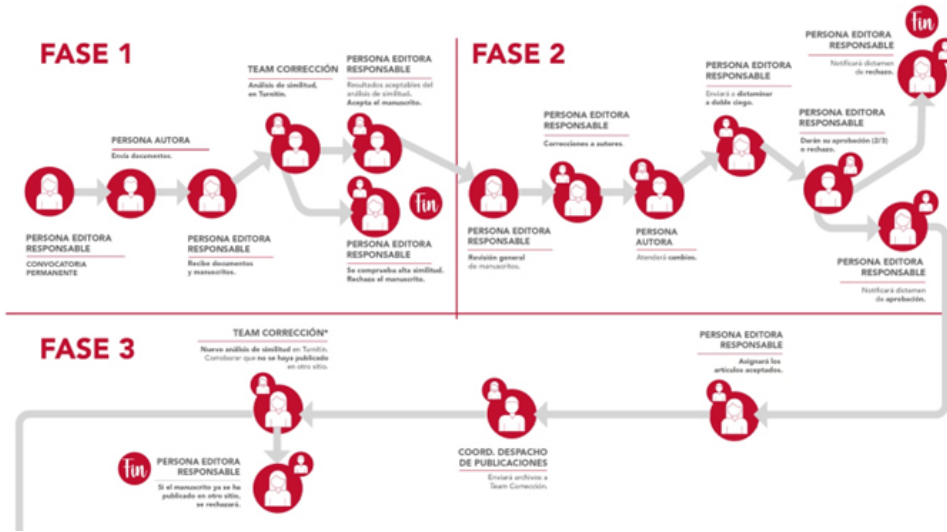 FASE 1
PERSONA EDITORA
RESPONSABLE
CONVOCATORIA
PERMANENTE
PERSONA AUTORA
Envía documentos.
PERSONA EDITORA
RESPONSABLE
Recibe documentos
y manuscritos.
TEAM CORRECCIÓN
Análisis de similitud,
en Turnitin.
PERSONA EDITORA
RESPONSABLE
Resultados aceptables del
análisis de similitud.
Acepta el manuscrito.
Fin
PERSONA EDITORA
RESPONSABLE
Se comprueba alta similitud.
Rechaza el manuscrito.
FASE 2
PERSONA EDITORA
RESPONSABLE
Revisión general
de manuscritos.
PERSONA EDITORA
RESPONSABLE
Correcciones a autores.
PERSONA
AUTORA
Atenderá cambios.
PERSONA EDITORA
RESPONSABLE
Enviará a dictaminar
a doble ciego.
PERSONA EDITORA
RESPONSABLE
Darán su aprobación (2/3)
o rechazo.
Fin
PERSONA EDITORA
RESPONSABLE
Notificará dictamen
de rechazo.
PERSONA EDITORA
RESPONSABLE
Notificará dictamen
de aprobación.
FASE 3
PERSONA EDITORA
RESPONSABLE
Asignará los
artículos aceptados.
COORD. DESPACHO
DE PUBLICACIONES
Enviará archivos a
Team Corrección.
TEAM CORRECCIÓN*
Nuevo análisis de similitud en Turnitin.
Corroborar que no se haya publicado
en otro sitio.
Fin
PERSONA EDITORA
RESPONSABLE
Si el manuscrito ya se ha
publicado en otro sitio,
se rechazará.